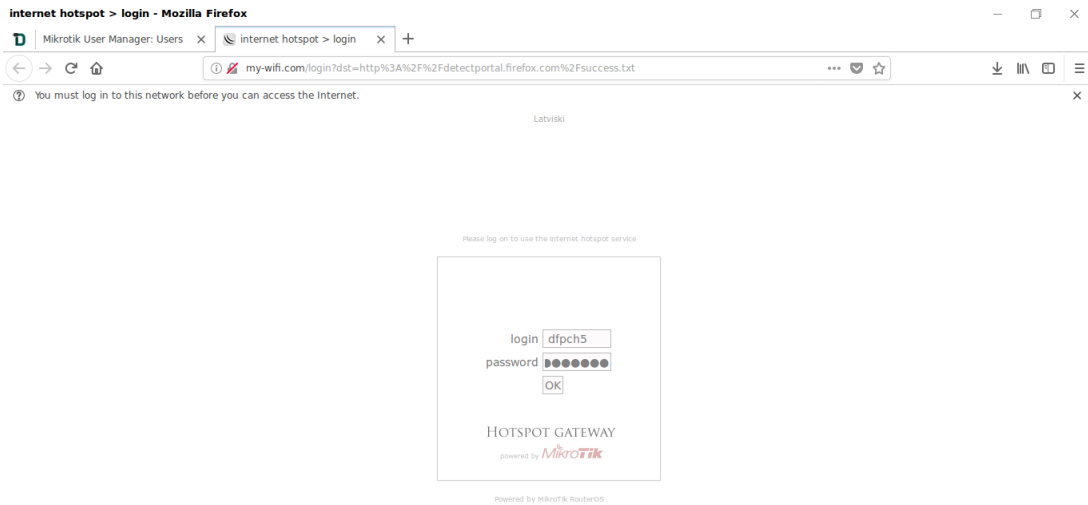 internet hotspot > login - Mozilla Firefox
Mikrotik User Manager: Users
internet hotspot > login
my-wifi.com/login?dst=http%3A%2F%2Fdetectportal.firefox.com%2Fsuccess.txt
You must log in to this network before you can access the Internet.
Latviski
Please log on to use the internet hotspot service
login dfpch5
password
OK
HOTSPOT GATEWAY
powered by MikroTik
Powered by MikroTik RouterOS